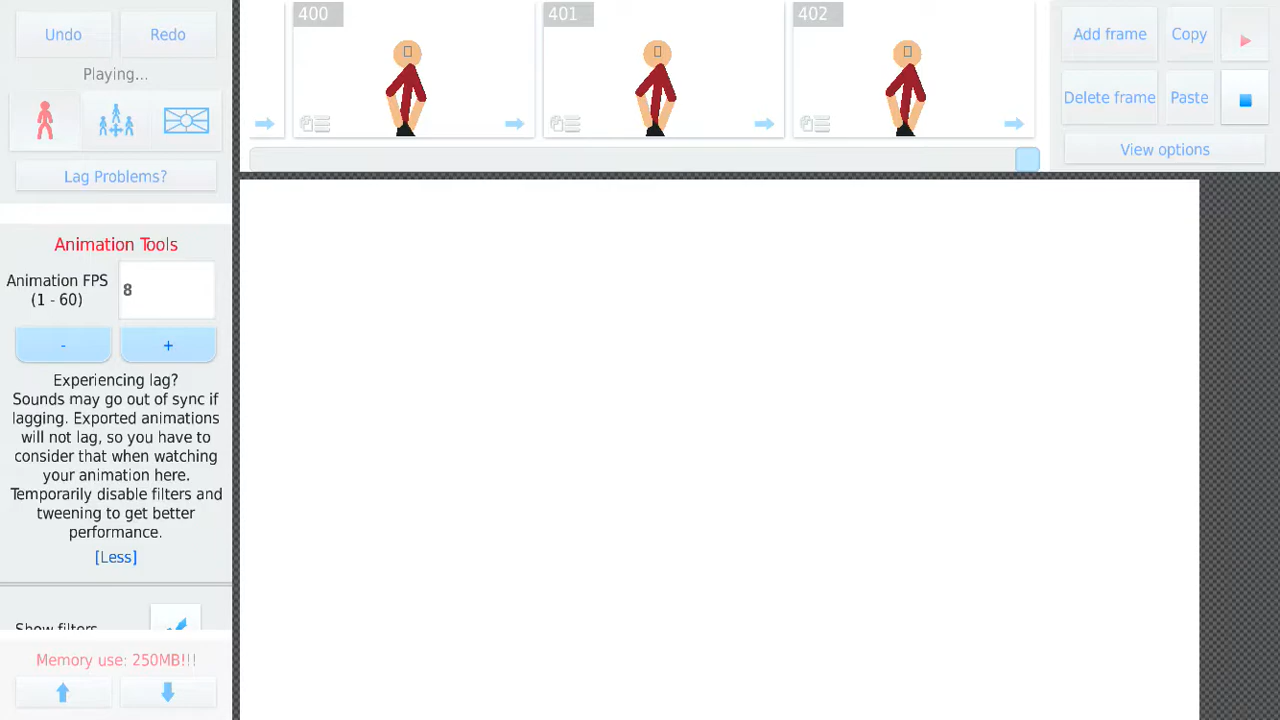 Undo
Redo
Playing...
Lag Problems?
400
401
402
Add frame
Copy
Delete frame
Paste
View options
Animation Tools
Animation FPS
(1 - 60)
8
-
+
Experiencing lag?
Sounds may go out of sync if
lagging. Exported animations
will not lag, so you have to
consider that when watching
your animation here.
Temporarily disable filters and
tweening to get better
performance.
[Less]
Show filters
Memory use: 250MB!!!